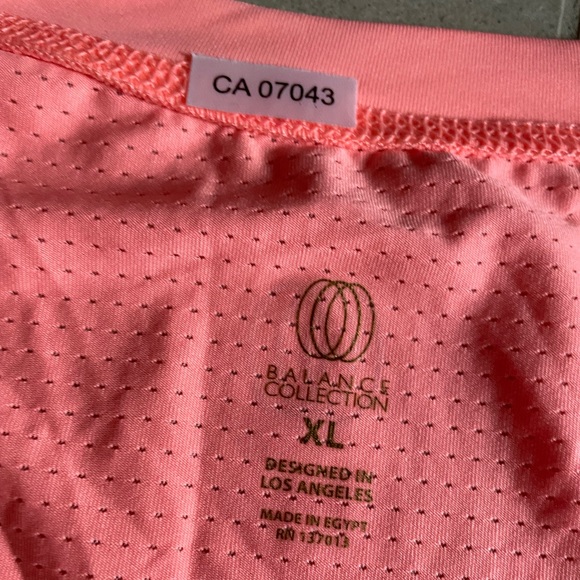 CA 07043
BALANCE
COLLECTION
XL
DESIGNED IN
LOS ANGELES
MADE IN EGYPT
RN 137013